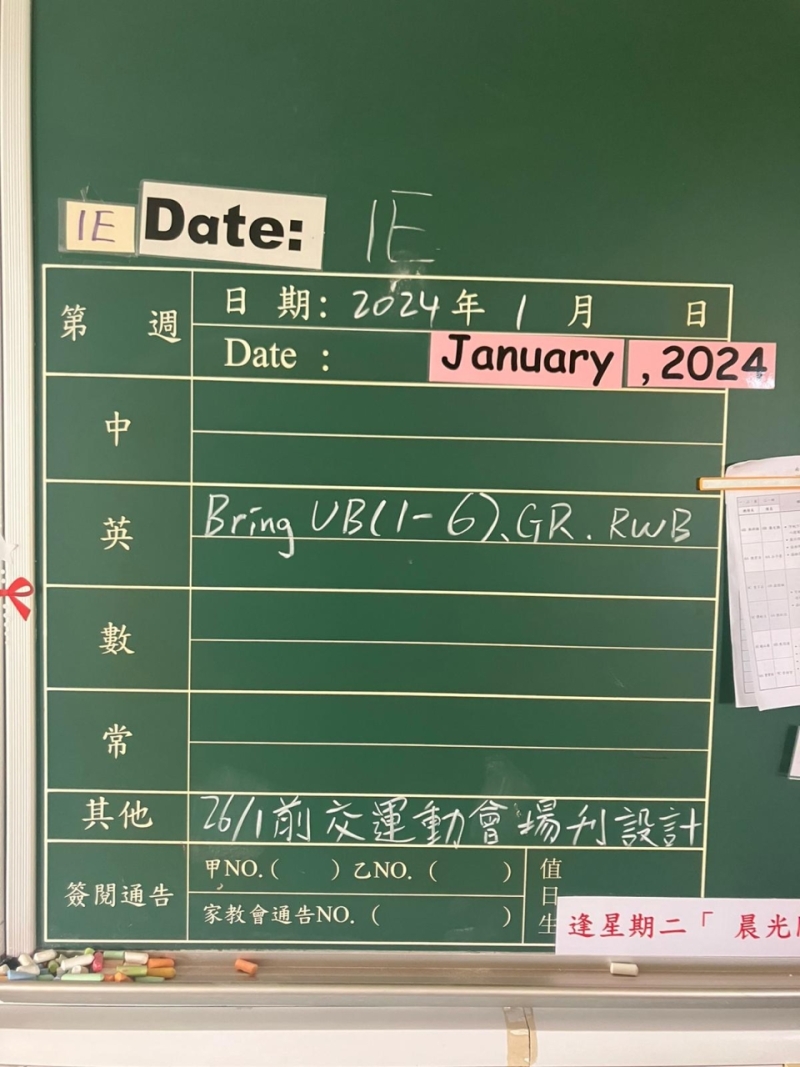 1E Date: 1E
第 週
日 期: 2024 年 1 月 日
Date : January , 2024
中
英
Bring UB(1-6)、GR. RWB
數
常
其他
26/1前交運動會場刋設計
簽閱通告
甲NO.( ) 乙NO. ( )
家教會通告NO. ( )
值日生
逢星期二「 晨光